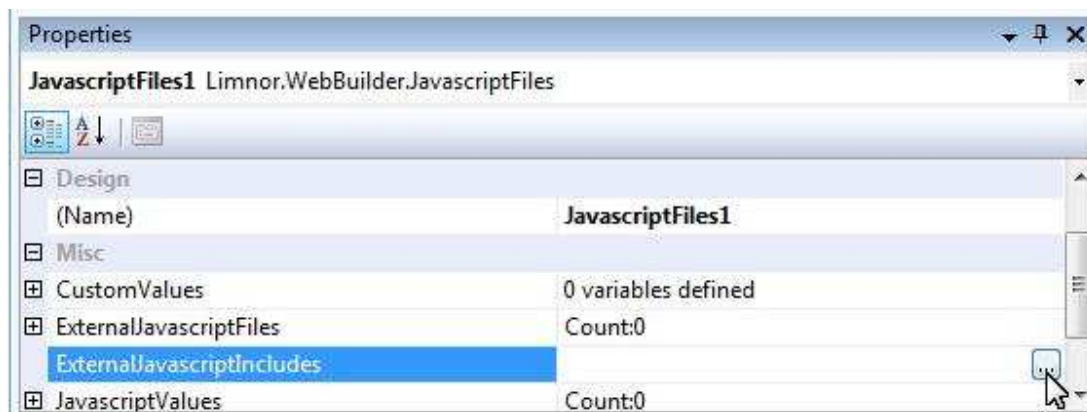 Properties
JavascriptFiles1 Limnor.WebBuilder.JavascriptFiles
A
Z
Design
(Name) JavascriptFiles1
Misc
CustomValues 0 variables defined
ExternalJavascriptFiles Count:0
ExternalJavascriptIncludes ...
JavascriptValues Count:0